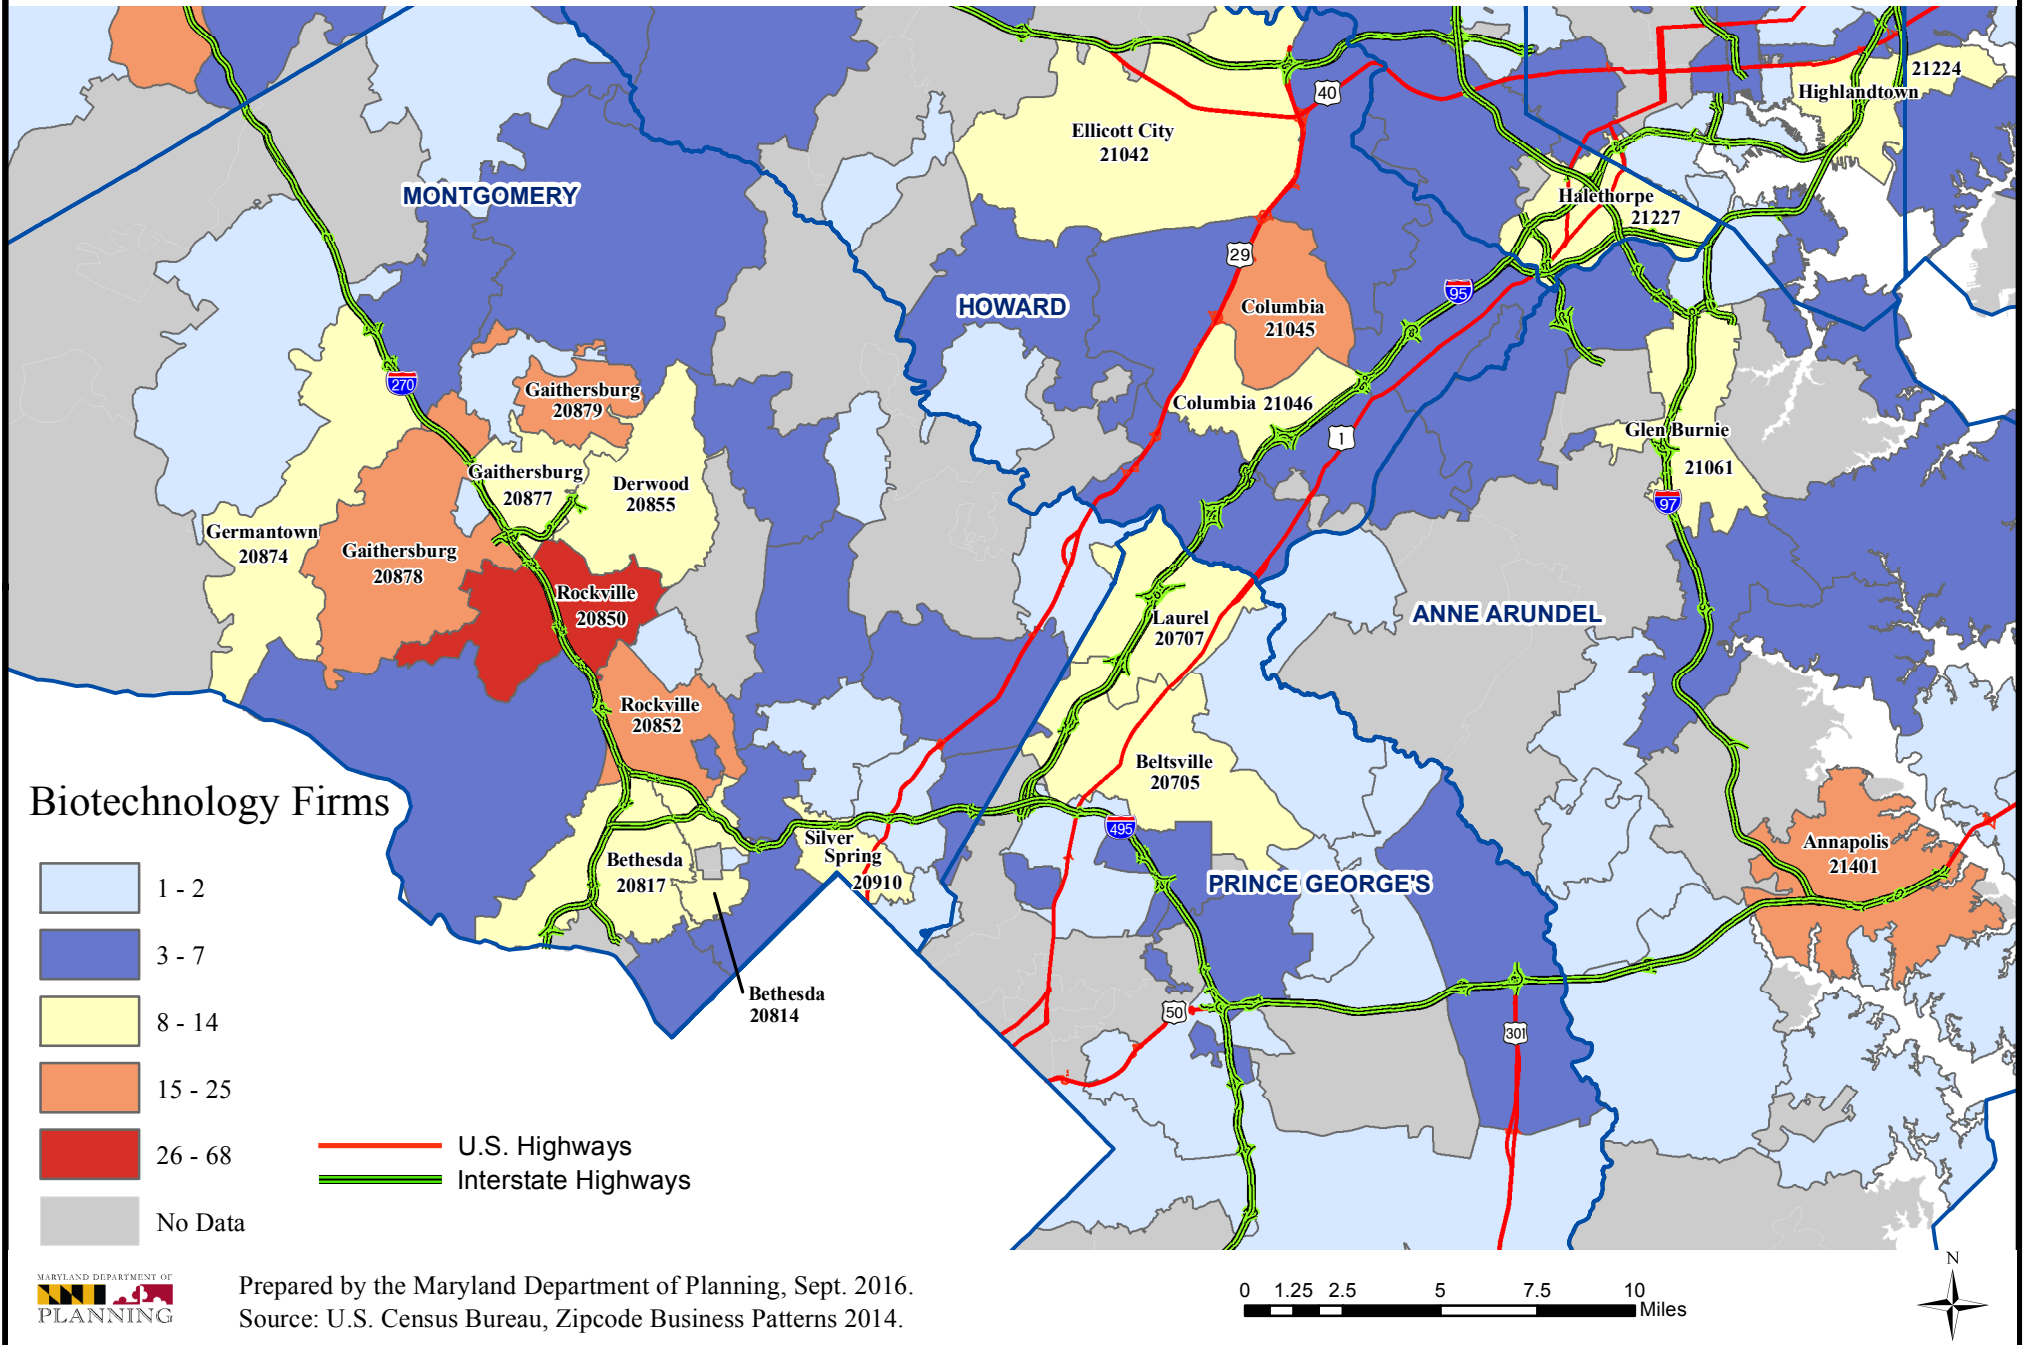 21224
Highlandtown
40
Ellicott City
21042
MONTGOMERY
Halethorpe
21227
29
95
HOWARD
Columbia
21045
270
Gaithersburg
20879
Columbia 21046
1
Glen Burnie
21061
Gaithersburg
20877
Derwood
20855
97
Germantown
20874
Gaithersburg
20878
Rockville
20850
Laurel
20707
ANNE ARUNDEL
Rockville
20852
Beltsville
20705
495
Silver
Spring
20910
Bethesda
20817
PRINCE GEORGE'S
Annapolis
21401
Bethesda
20814
50
301
Biotechnology Firms
1 - 2
3 - 7
8 - 14
15 - 25
26 - 68
No Data
U.S. Highways
Interstate Highways
MARYLAND DEPARTMENT OF
PLANNING
Prepared by the Maryland Department of Planning, Sept. 2016.
Source: U.S. Census Bureau, Zipcode Business Patterns 2014.
0 1.25 2.5 5 7.5 10
Miles
N